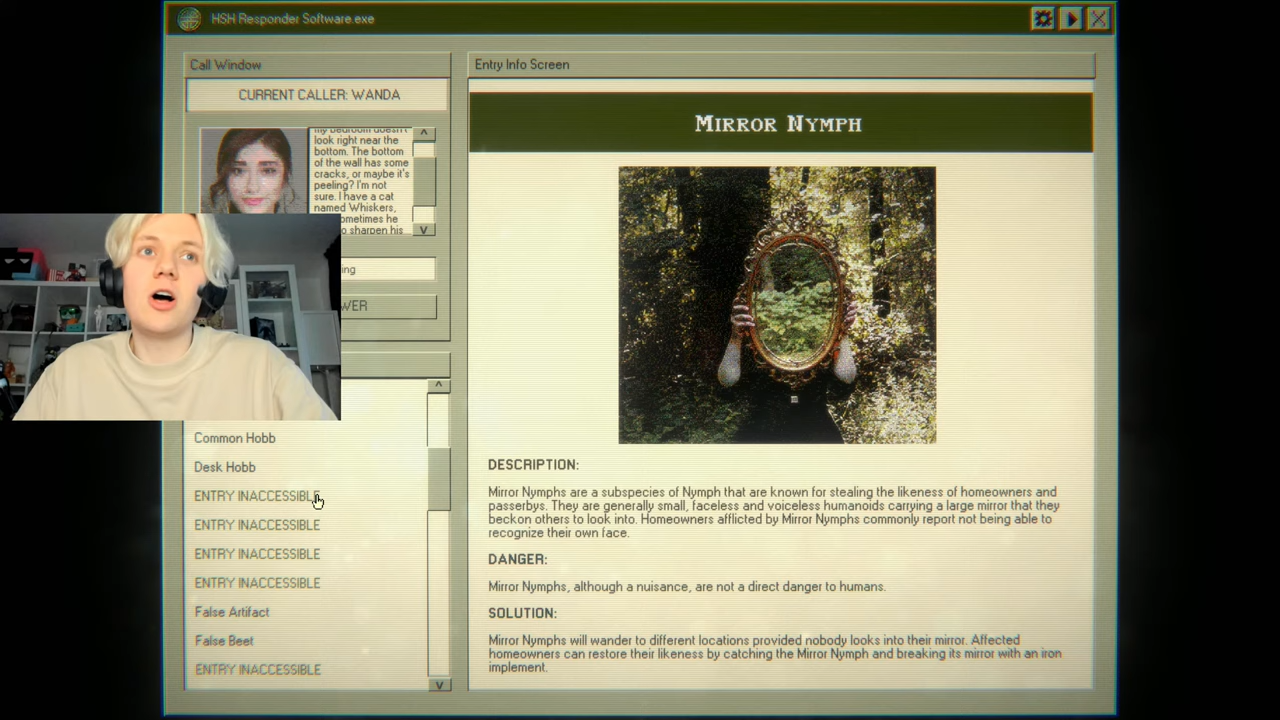 HSH Responder Software.exe
Call Window
CURRENT CALLER: WANDA
my bedroom doesn't
look right near the
bottom. The bottom
of the wall has some
cracks, or maybe it's
peeling? I'm not
sure. I have a cat
named Whiskers,
sometimes he
to sharpen his
Common Hobb
Desk Hobb
ENTRY INACCESSIBLE
ENTRY INACCESSIBLE
ENTRY INACCESSIBLE
ENTRY INACCESSIBLE
False Artifact
False Beet
ENTRY INACCESSIBLE
Entry Info Screen
MIRROR NYMPH
DESCRIPTION:
Mirror Nymphs are a subspecies of Nymph that are known for stealing the likeness of homeowners and
passerbys. They are generally small, faceless and voiceless humanoids carrying a large mirror that they
beckon others to look into. Homeowners afflicted by Mirror Nymphs commonly report not being able to
recognize their own face.
DANGER:
Mirror Nymphs, although a nuisance, are not a direct danger to humans.
SOLUTION:
Mirror Nymphs will wander to different locations provided nobody looks into their mirror. Affected
homeowners can restore their likeness by catching the Mirror Nymph and breaking its mirror with an iron
implement.